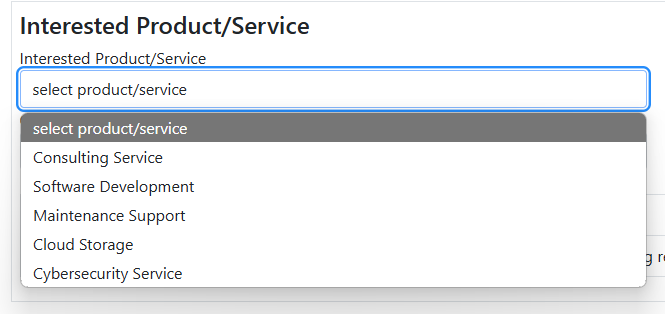 Interested Product/Service
Interested Product/Service
select product/service
select product/service
Consulting Service
Software Development
Maintenance Support
Cloud Storage
Cybersecurity Service